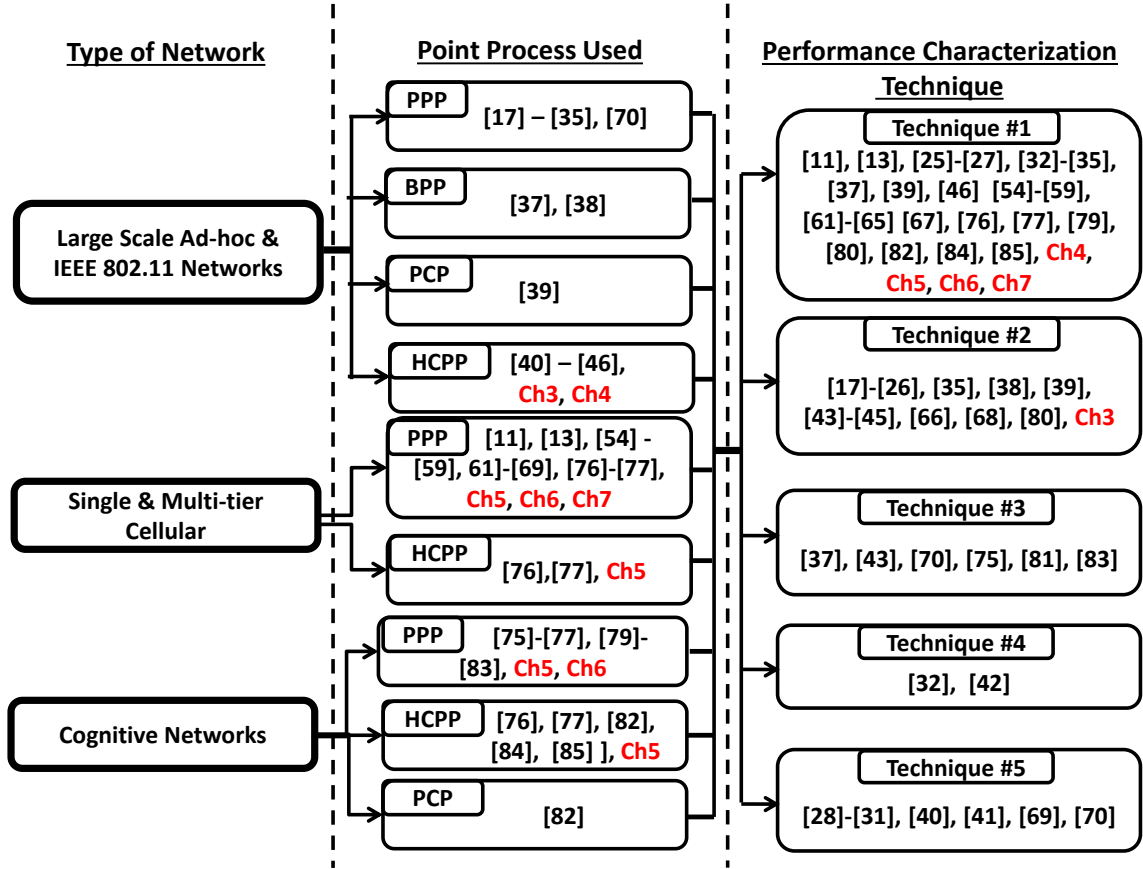 Type of Network
Point Process Used
Performance Characterization
Technique
Large Scale Ad-hoc &
IEEE 802.11 Networks
Single & Multi-tier
Cellular
Cognitive Networks
PPP
[17] – [35], [70]
BPP
[37], [38]
PCP
[39]
HCPP
[40] – [46],
Ch3, Ch4
PPP
[11], [13], [54] -
[59], 61]-[69], [76]-[77],
Ch5, Ch6, Ch7
HCPP
[76],[77], Ch5
PPP
[75]-[77], [79]-
[83], Ch5, Ch6
HCPP
[76], [77], [82],
[84], [85] ], Ch5
PCP
[82]
Technique #1
[11], [13], [25]-[27], [32]-[35],
[37], [39], [46] [54]-[59],
[61]-[65] [67], [76], [77], [79],
[80], [82], [84], [85], Ch4,
Ch5, Ch6, Ch7
Technique #2
[17]-[26], [35], [38], [39],
[43]-[45], [66], [68], [80], Ch3
Technique #3
[37], [43], [70], [75], [81], [83]
Technique #4
[32], [42]
Technique #5
[28]-[31], [40], [41], [69], [70]